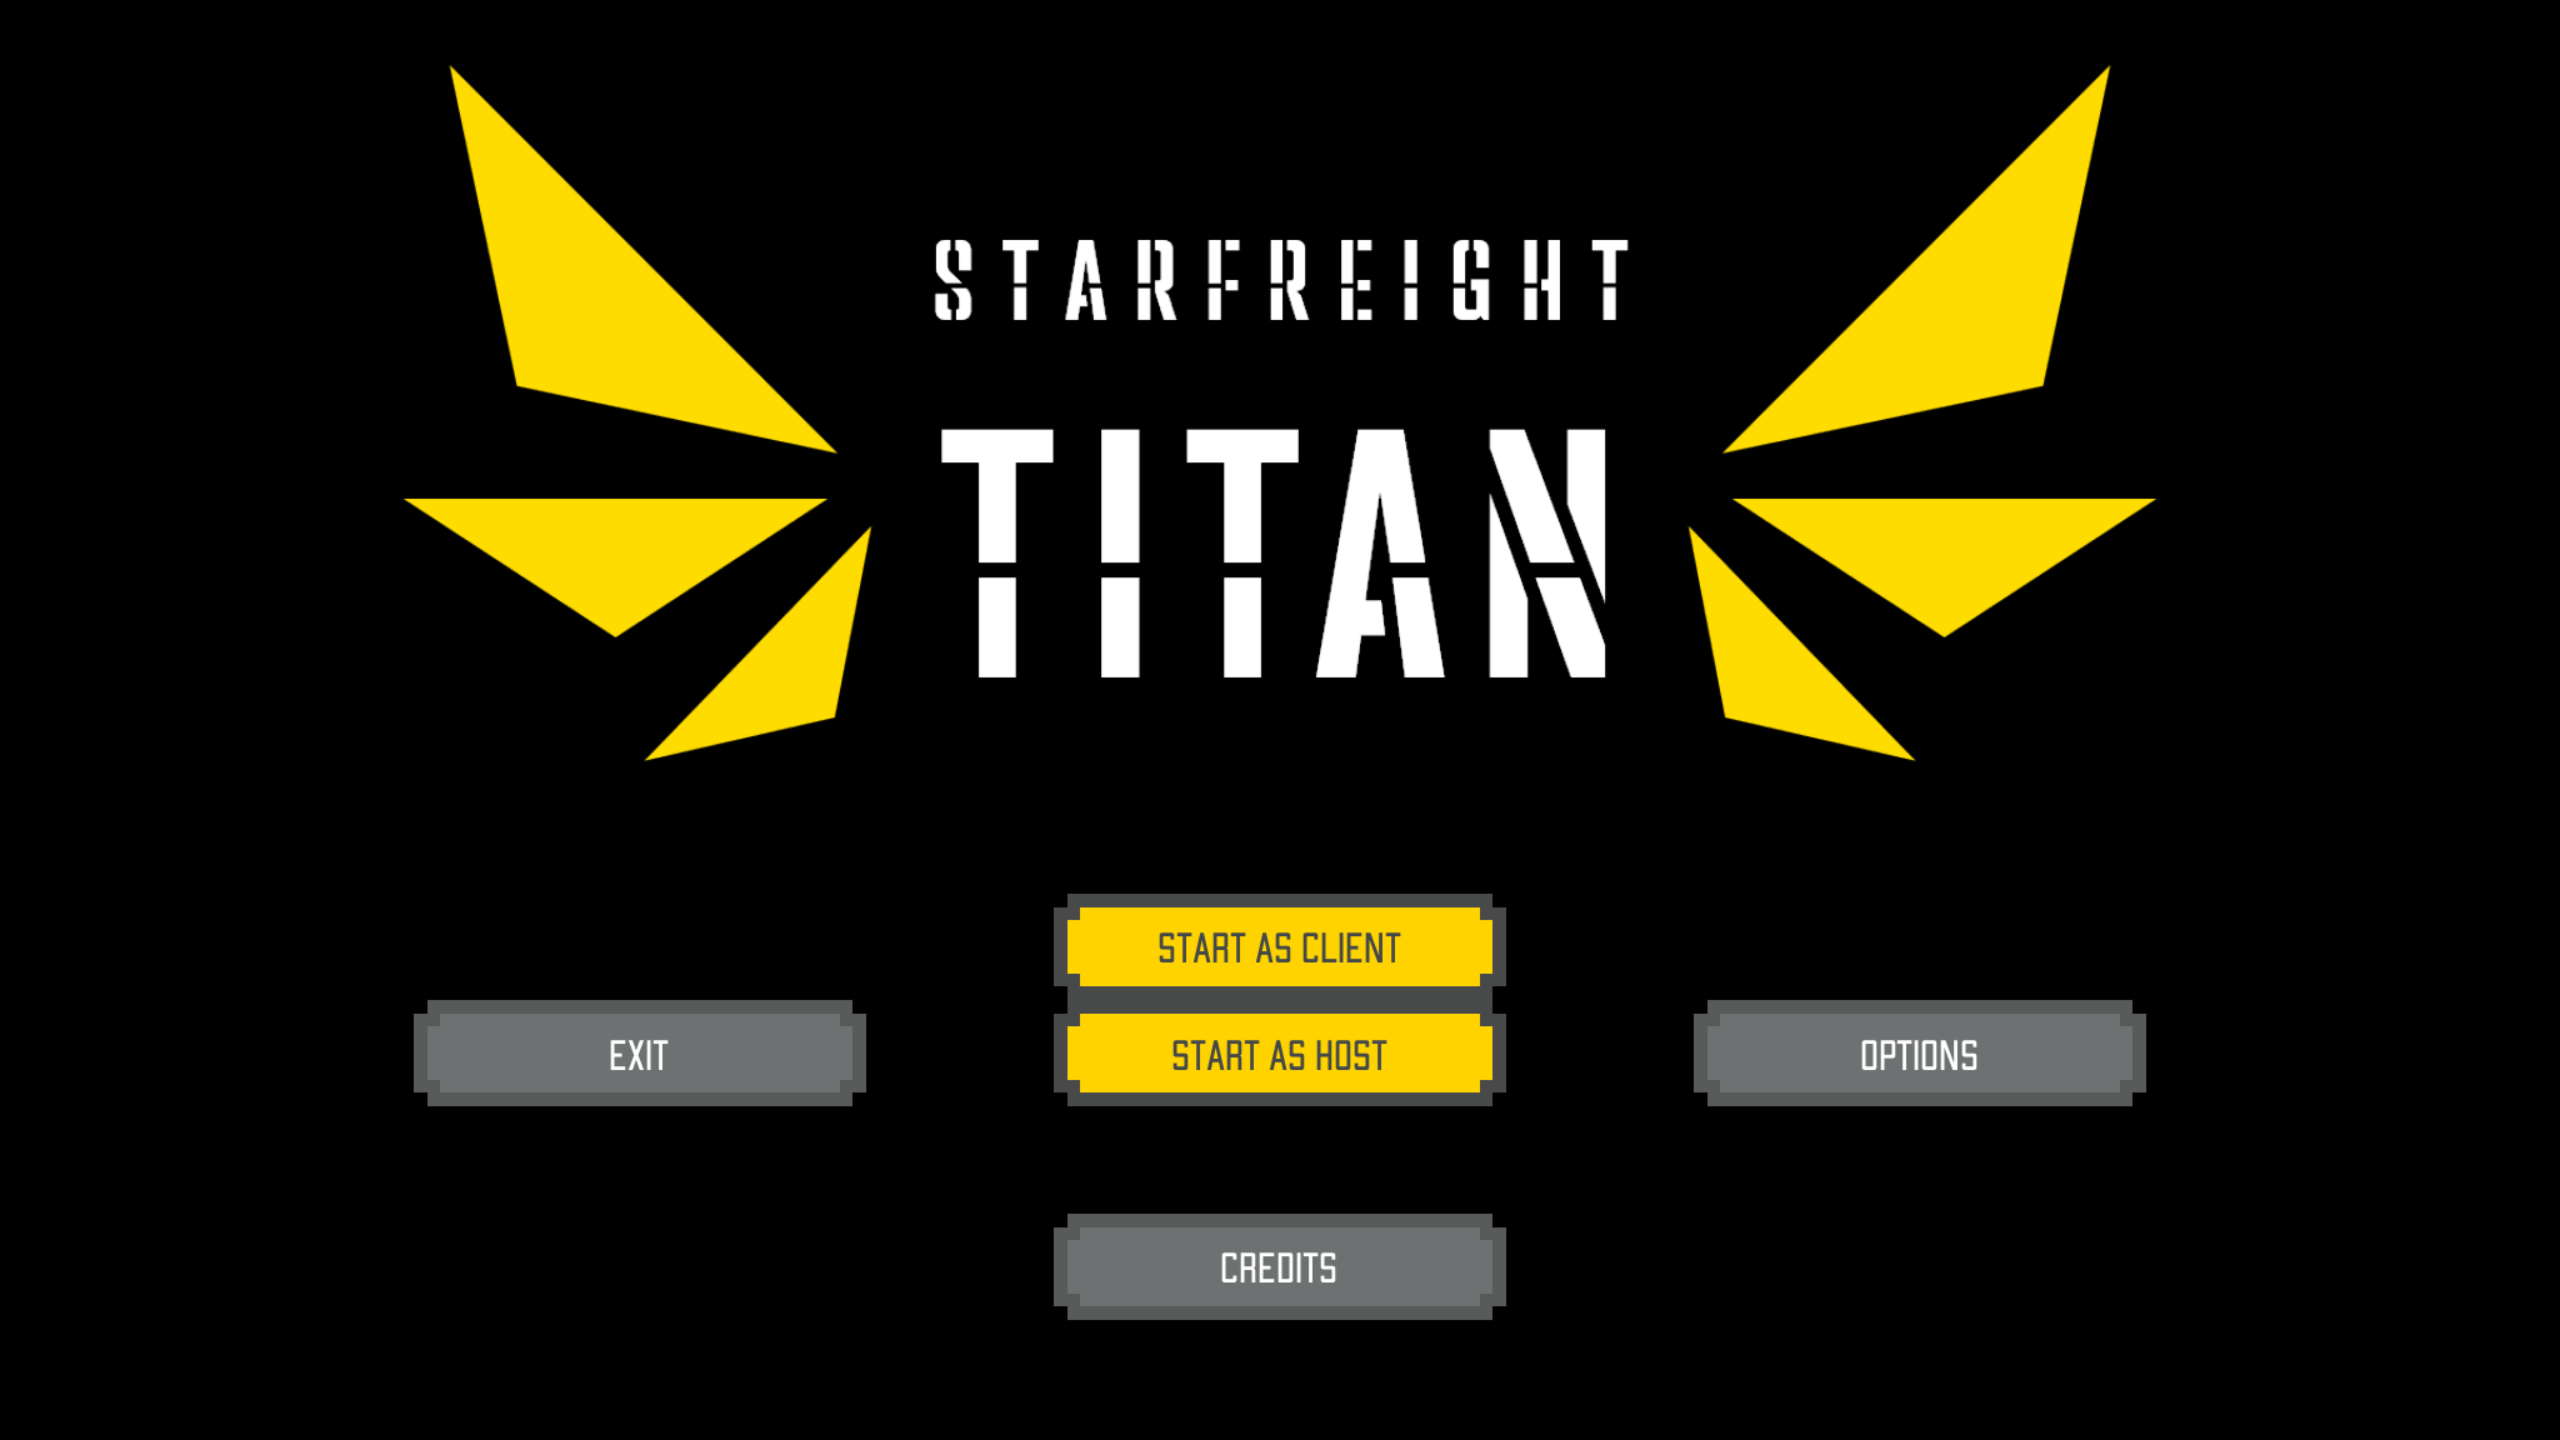 STARFREIGHT
TITAN
START AS CLIENT
EXIT
START AS HOST
OPTIONS
CREDITS